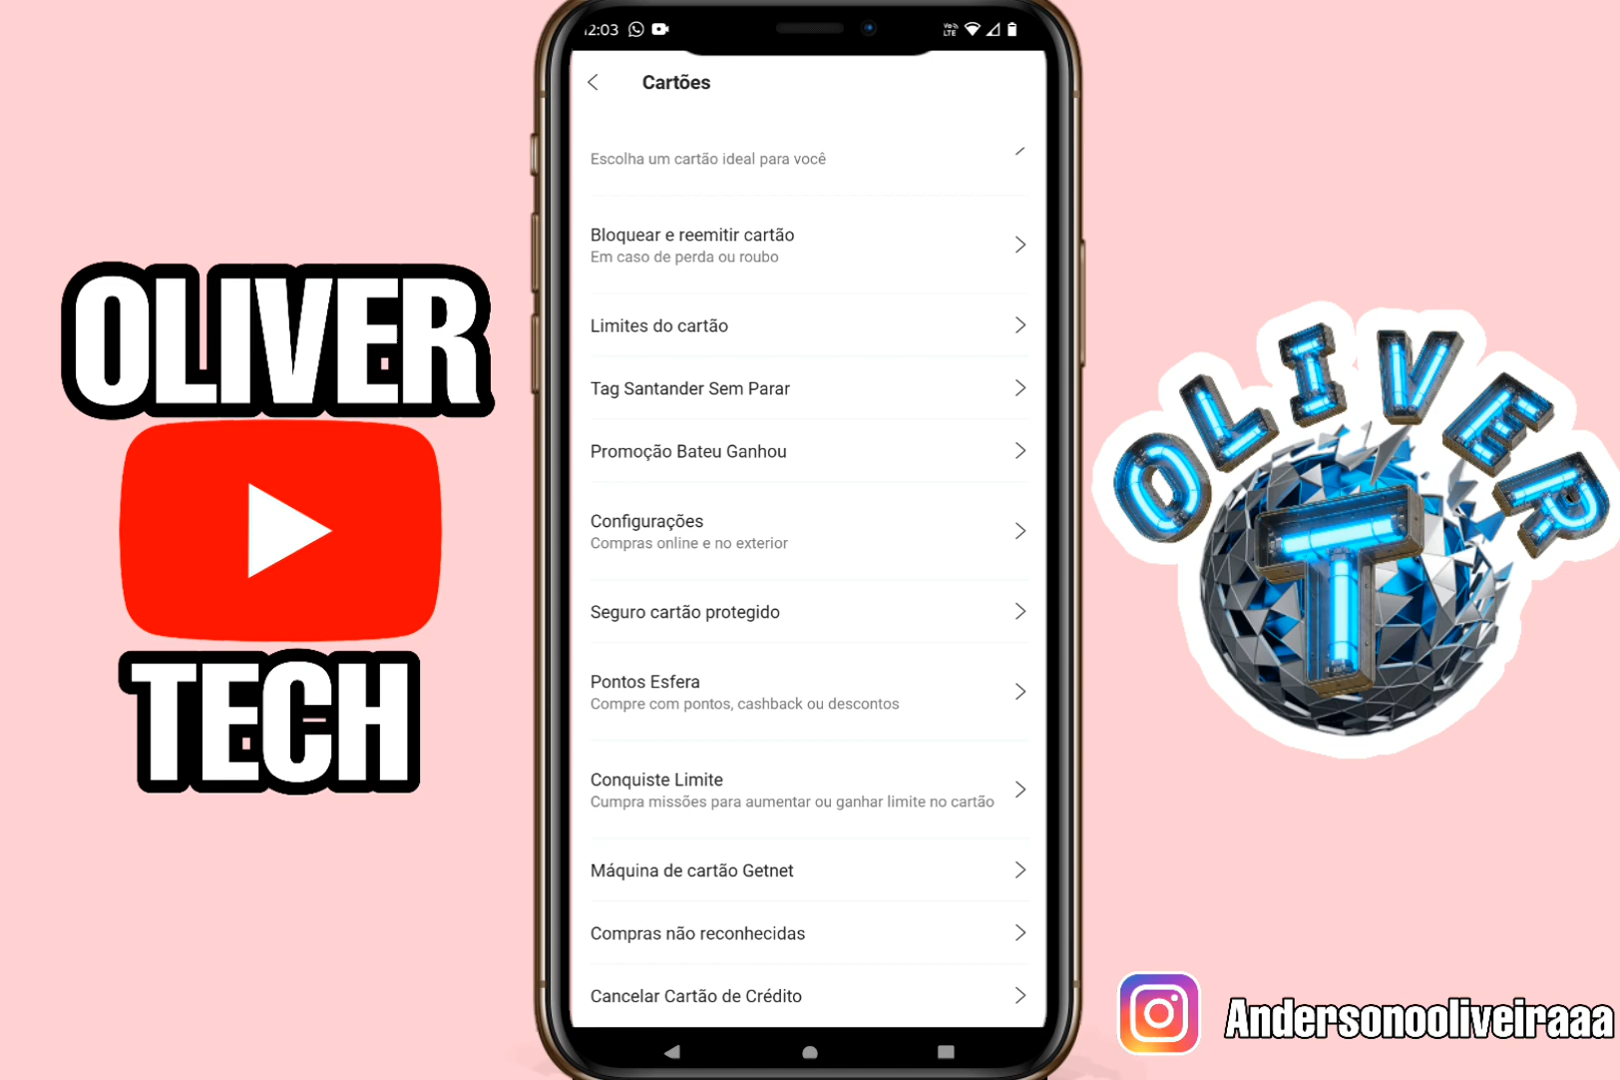 12:03
Vo LTE
Cartões
Escolha um cartão ideal para você
Bloquear e reemitir cartão
Em caso de perda ou roubo
Limites do cartão
Tag Santander Sem Parar
Promoção Bateu Ganhou
Configurações
Compras online e no exterior
Seguro cartão protegido
Pontos Esfera
Compre com pontos, cashback ou descontos
Conquiste Limite
Cumpra missões para aumentar ou ganhar limite no cartão
Máquina de cartão Getnet
Compras não reconhecidas
Cancelar Cartão de Crédito
OLIVER
TECH
OLIVER
T
Andersonooliveiraaa